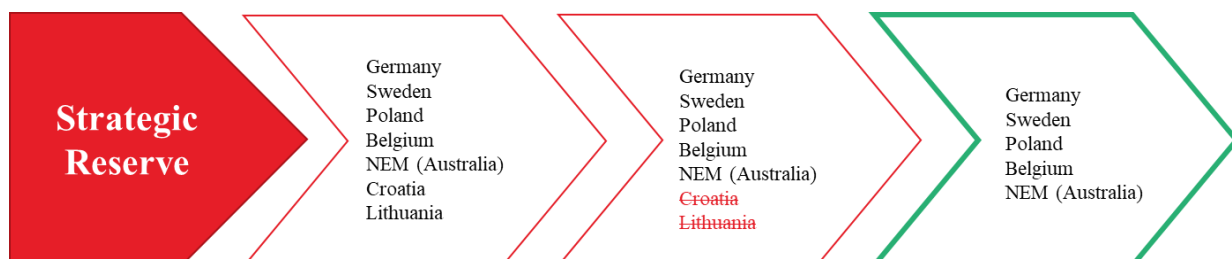 Strategic
Reserve
Germany
Sweden
Poland
Belgium
NEM (Australia)
Croatia
Lithuania
Germany
Sweden
Poland
Belgium
NEM (Australia)
Croatia
Lithuania
Germany
Sweden
Poland
Belgium
NEM (Australia)